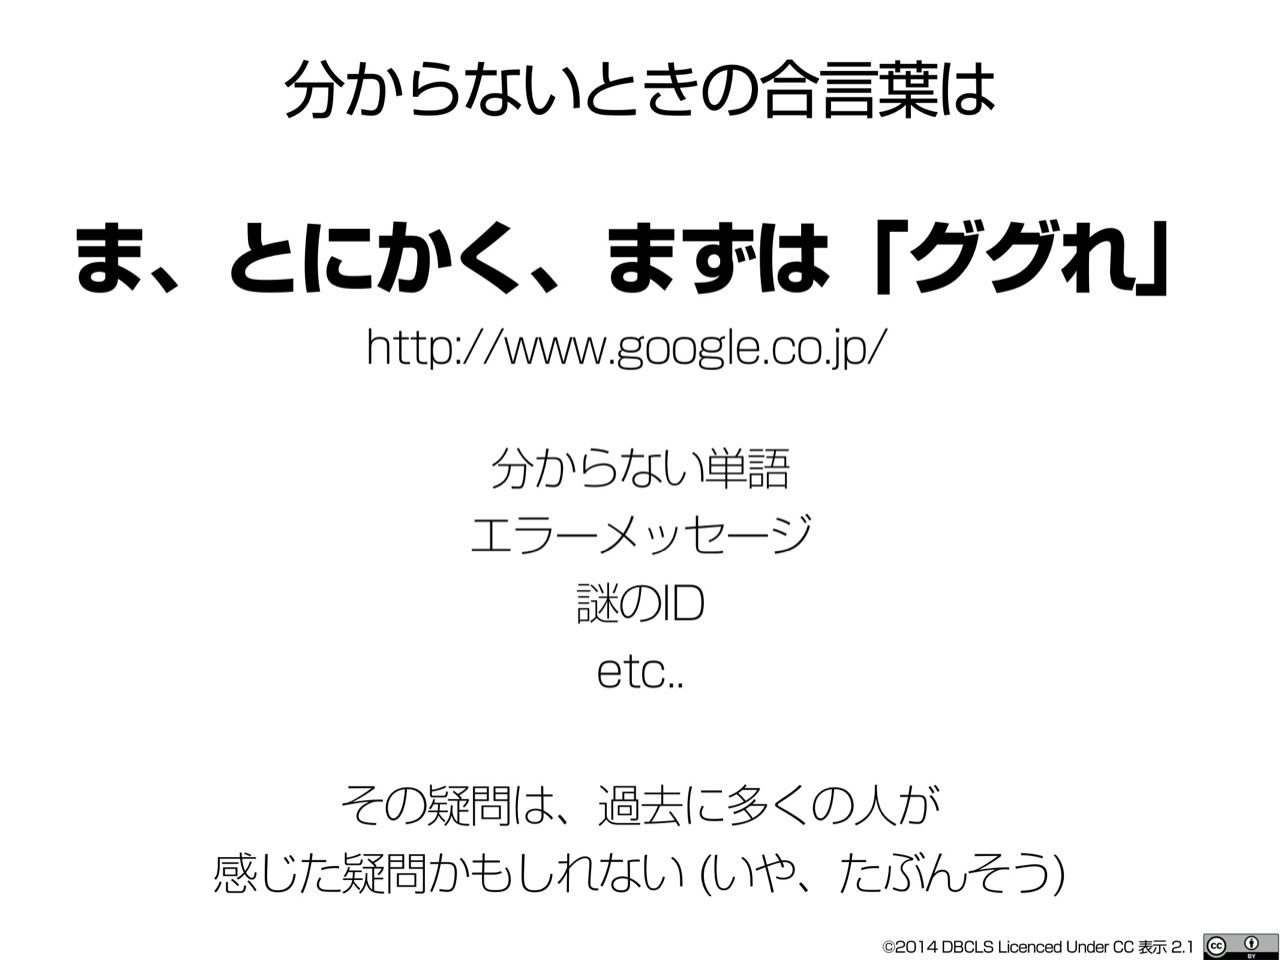 分からないときの合言葉は
ま、とにかく、まずは「ググれ」
http://www.google.co.jp/
分からない単語
エラーメッセージ
謎のID
etc..
その疑問は、過去に多くの人が
感じた疑問かもしれない (いや、たぶんそう)
©2014 DBCLS Licenced Under CC 表示 2.1
cc
BY